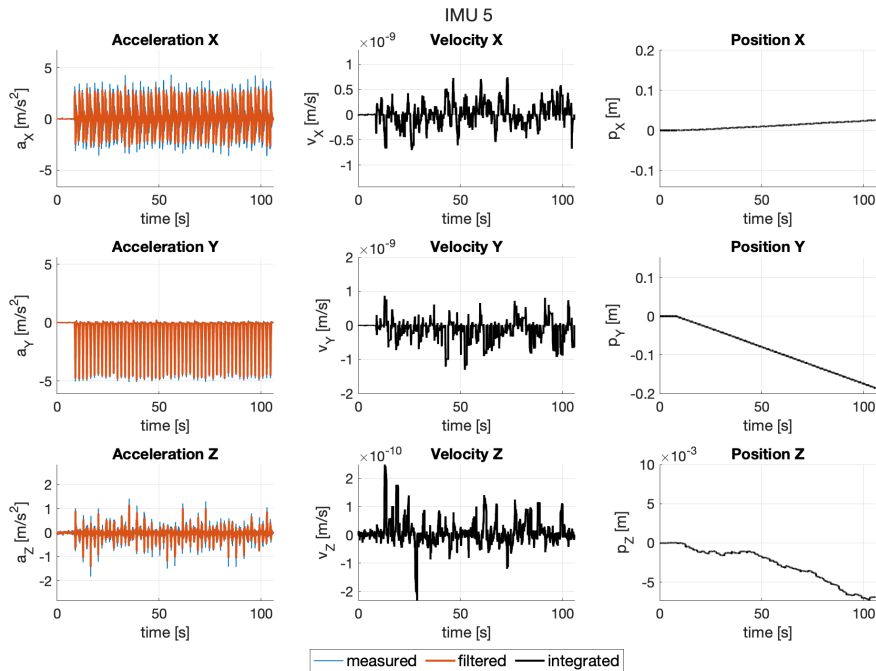 IMU 5
Acceleration X
a_X [m/s²]
5
0
-5
0
50
100
time [s]
Velocity X
×10⁻⁹
v_X [m/s]
1
0.5
0
-0.5
-1
0
50
100
time [s]
Position X
p_X [m]
0.2
0.1
0
-0.1
0
50
100
time [s]
Acceleration Y
a_Y [m/s²]
5
0
-5
0
50
100
time [s]
Velocity Y
×10⁻⁹
v_Y [m/s]
2
1
0
-1
-2
0
50
100
time [s]
Position Y
p_Y [m]
0.1
0
-0.1
-0.2
0
50
100
time [s]
Acceleration Z
a_Z [m/s²]
2
1
0
-1
-2
0
50
100
time [s]
Velocity Z
×10⁻¹⁰
v_Z [m/s]
2
1
0
-1
-2
0
50
100
time [s]
Position Z
×10⁻³
p_Z [m]
10
5
0
-5
0
50
100
time [s]
measured filtered integrated